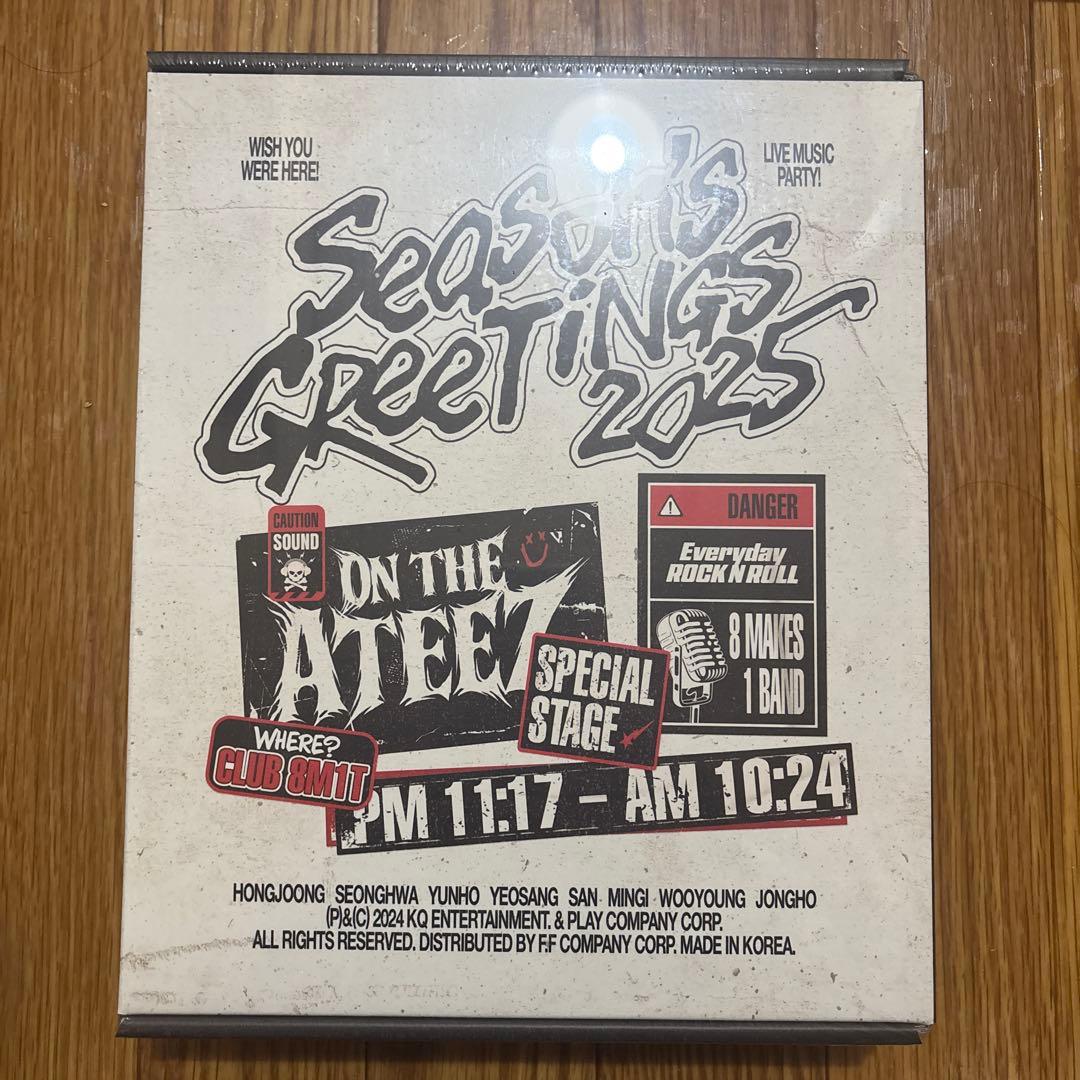 WISH YOU
WERE HERE!
LIVE MUSIC
PARTY!
Season's
GReeTiNGS
2025
CAUTION
SOUND
ON THE
ATEEZ
DANGER
Everyday
ROCK N ROLL
8 MAKES
1 BAND
SPECIAL
STAGE
WHERE?
CLUB 8M1T
PM 11:17 – AM 10:24
HONGJOONG SEONGHWA YUNHO YEOSANG SAN MINGI WOOYOUNG JONGHO
(P)&(C) 2024 KQ ENTERTAINMENT. & PLAY COMPANY CORP.
ALL RIGHTS RESERVED. DISTRIBUTED BY F.F COMPANY CORP. MADE IN KOREA.